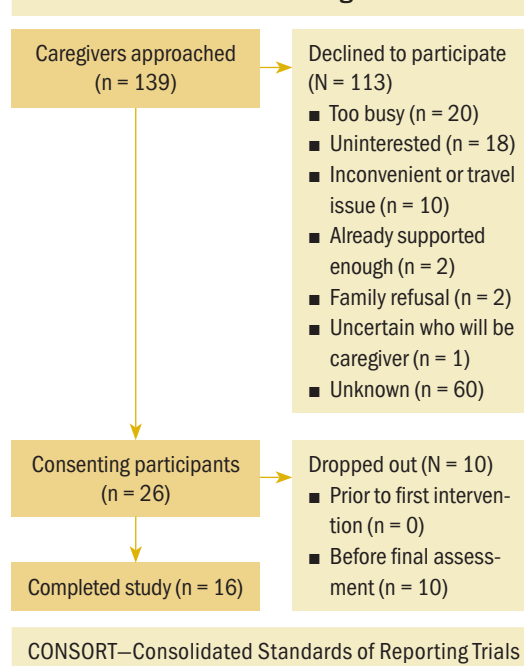 Caregivers approached
(n = 139)
Declined to participate
(N = 113)
■ Too busy (n = 20)
■ Uninterested (n = 18)
■ Inconvenient or travel
issue (n = 10)
■ Already supported
enough (n = 2)
■ Family refusal (n = 2)
■ Uncertain who will be
caregiver (n = 1)
■ Unknown (n = 60)
Consenting participants
(n = 26)
Dropped out (N = 10)
■ Prior to first interven-
tion (n = 0)
■ Before final assess-
ment (n = 10)
Completed study (n = 16)
CONSORT—Consolidated Standards of Reporting Trials